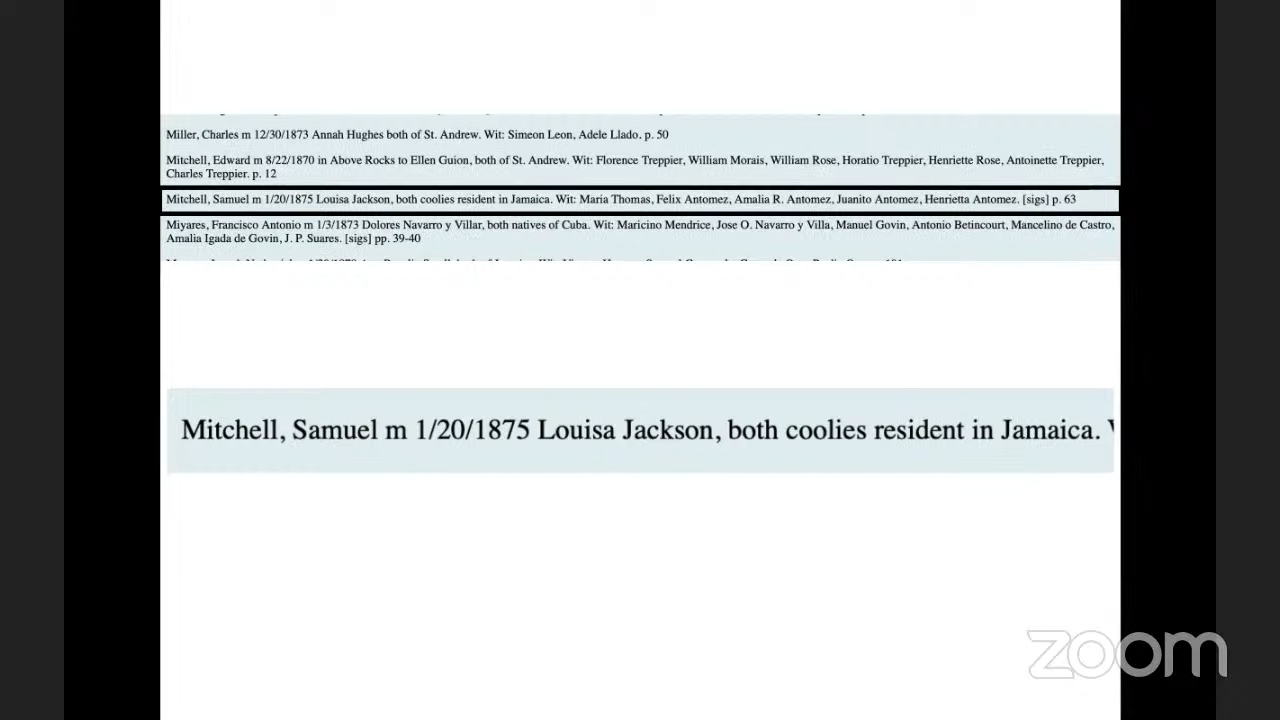 Miller, Charles m 12/30/1873 Annah Hughes both of St. Andrew. Wit: Simeon Leon, Adele Llado. p. 50
Mitchell, Edward m 8/22/1870 in Above Rocks to Ellen Guion, both of St. Andrew. Wit: Florence Treppier, William Morais, William Rose, Horatio Treppier, Henriette Rose, Antoinette Treppier,
Charles Treppier. p. 12
Mitchell, Samuel m 1/20/1875 Louisa Jackson, both coolies resident in Jamaica. Wit: Maria Thomas, Felix Antomez, Amalia R. Antomez, Juanito Antomez, Henrietta Antomez. [sigs] p. 63
Miyares, Francisco Antonio m 1/3/1873 Dolores Navarro y Villar, both natives of Cuba. Wit: Maricino Mendrice, Jose O. Navarro y Villa, Manuel Govin, Antonio Betincourt, Mancelino de Castro,
Amalia Igada de Govin, J. P. Suares. [sigs] pp. 39-40
Mitchell, Samuel m 1/20/1875 Louisa Jackson, both coolies resident in Jamaica.
zoom